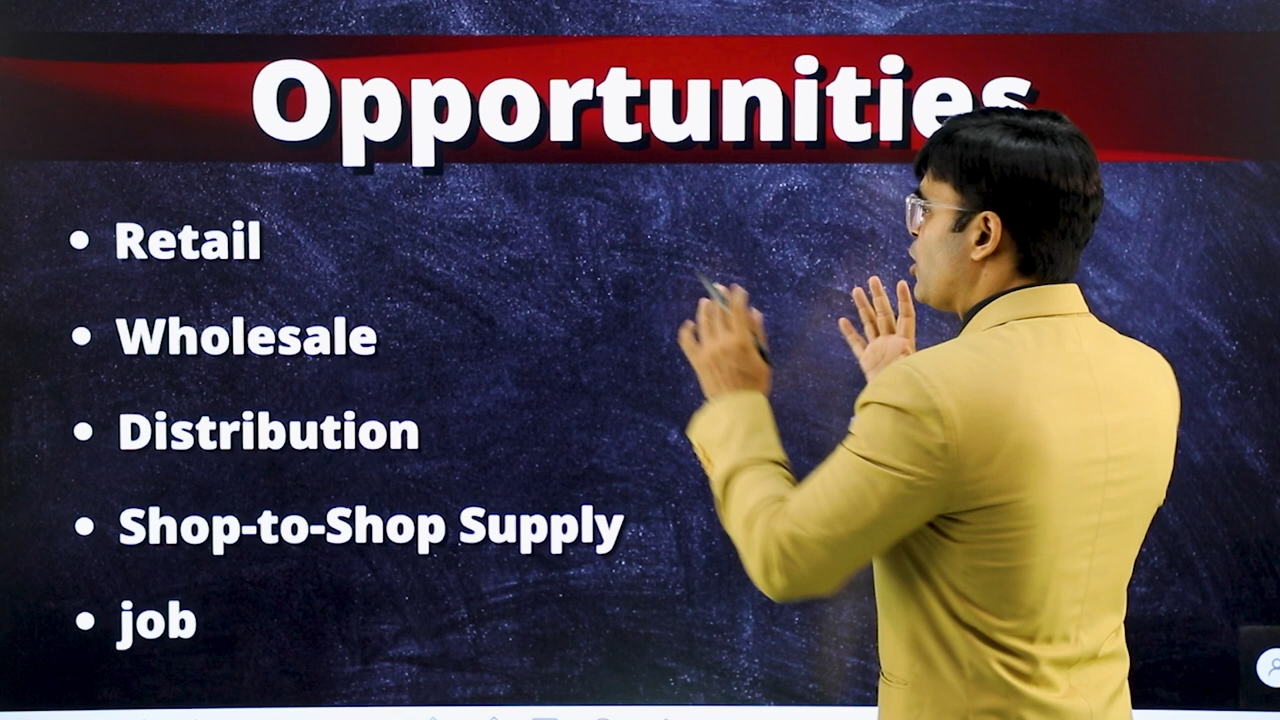 Opportunities
• Retail
• Wholesale
• Distribution
• Shop-to-Shop Supply
• job